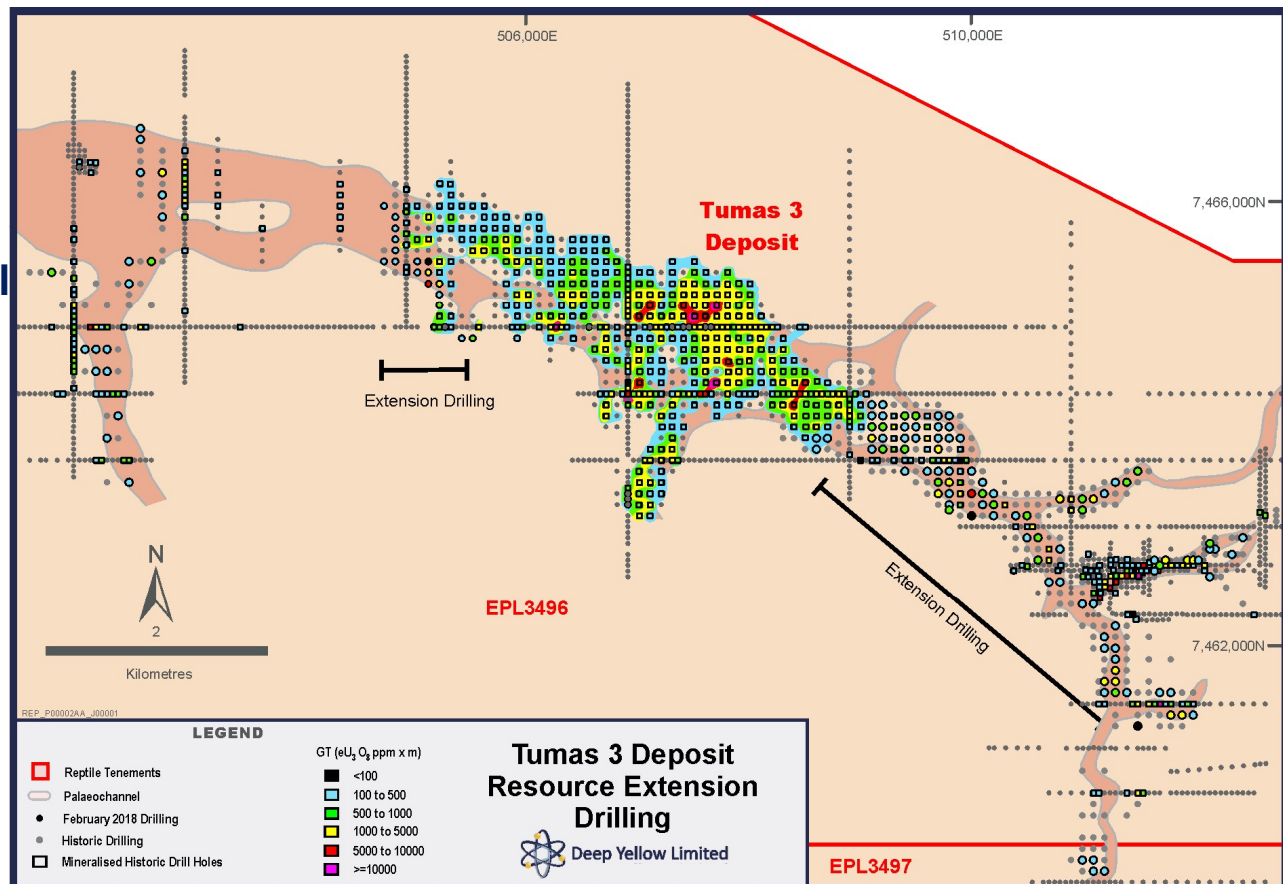 506,000E
510,000E
7,466,000N
Tumas 3
Deposit
Extension Drilling
EPL3496
Extension Drilling
7,462,000N
N
2
Kilometres
REP_P00002AA_J00001
LEGEND
Reptile Tenements
Palaeochannel
February 2018 Drilling
Historic Drilling
Mineralised Historic Drill Holes
GT (eU₃ O₈ ppm x m)
<100
100 to 500
500 to 1000
1000 to 5000
5000 to 10000
>=10000
Tumas 3 Deposit
Resource Extension
Drilling
Deep Yellow Limited
EPL3497